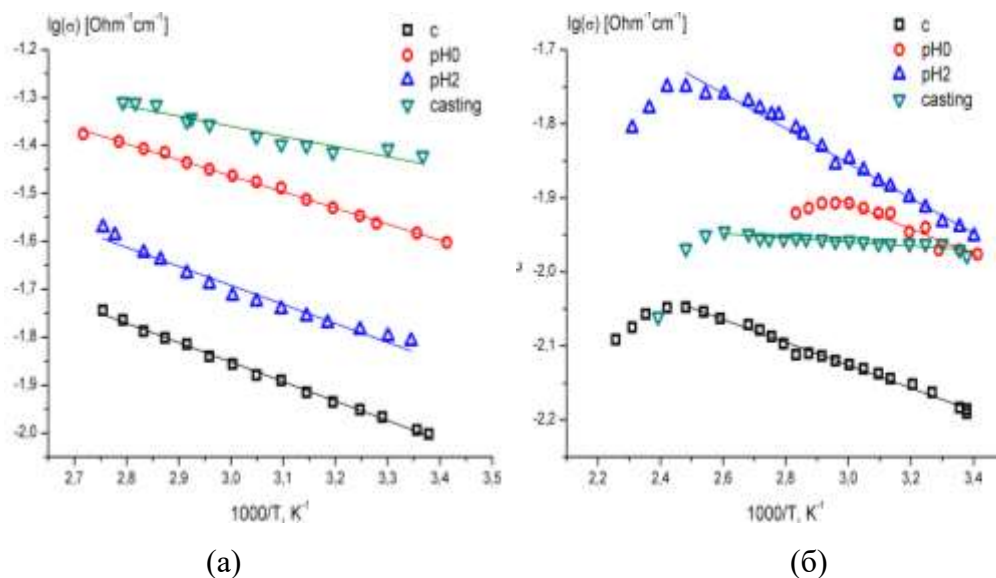 lg(σ) [Ohm⁻¹cm⁻¹]
c
pH0
pH2
casting
-1,2
-1,3
-1,4
-1,5
-1,6
-1,7
-1,8
-1,9
-2,0
2,7 2,8 2,9 3,0 3,1 3,2 3,3 3,4 3,5
1000/T, K⁻¹
(а)
lg(σ) [Ohm⁻¹cm⁻¹]
c
pH0
pH2
casting
-1,7
-1,8
-1,9
-2,0
-2,1
-2,2
2,2 2,4 2,6 2,8 3,0 3,2 3,4
1000/T, K⁻¹
(б)